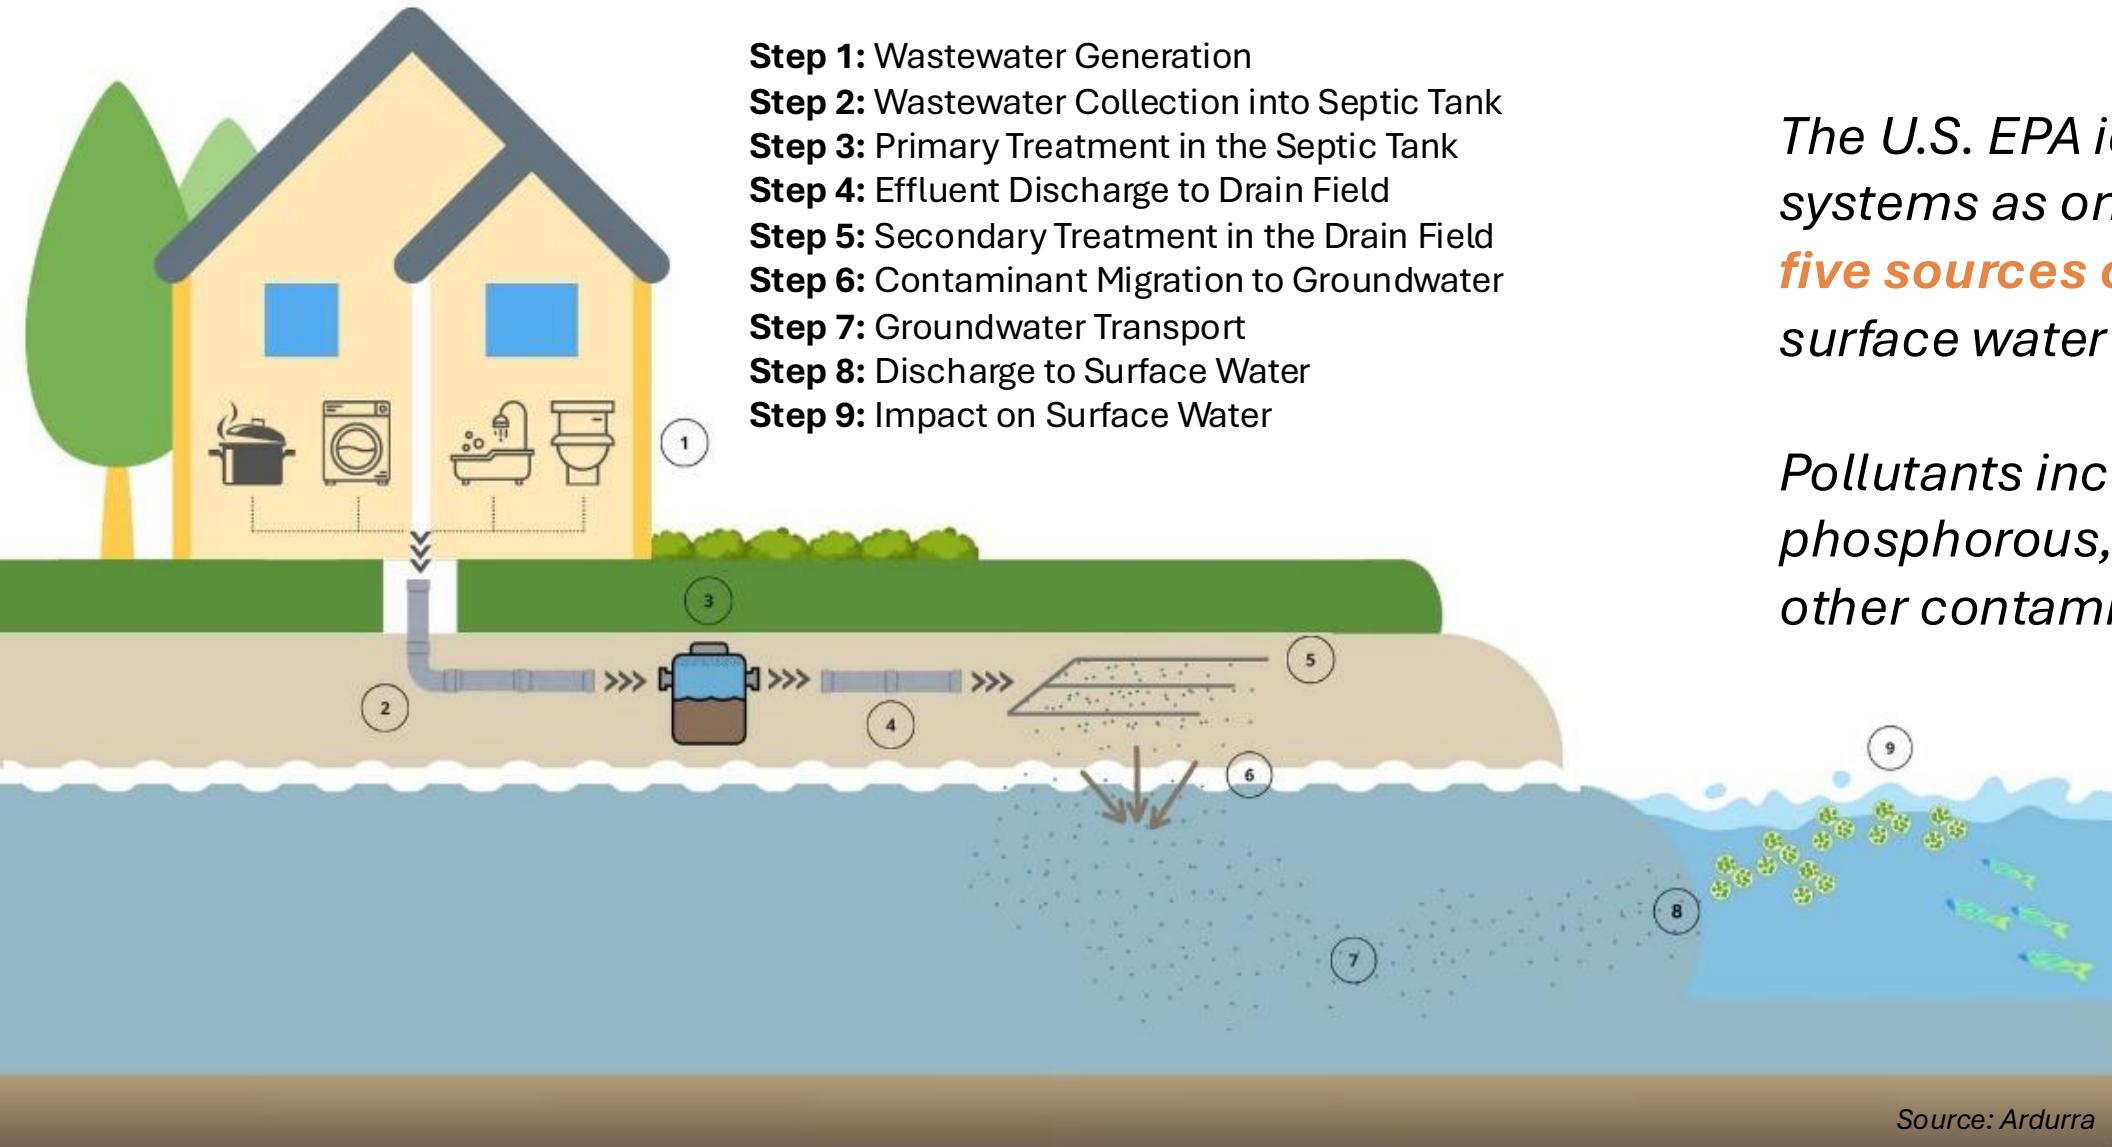 Step 1: Wastewater Generation
Step 2: Wastewater Collection into Septic Tank
Step 3: Primary Treatment in the Septic Tank
Step 4: Effluent Discharge to Drain Field
Step 5: Secondary Treatment in the Drain Field
Step 6: Contaminant Migration to Groundwater
Step 7: Groundwater Transport
Step 8: Discharge to Surface Water
Step 9: Impact on Surface Water
The U.S. EPA
systems as
five sources
surface water
Pollutants
phosphorous,
other
1
3
5
2
4
6
9
8
7
Source: Ardurra